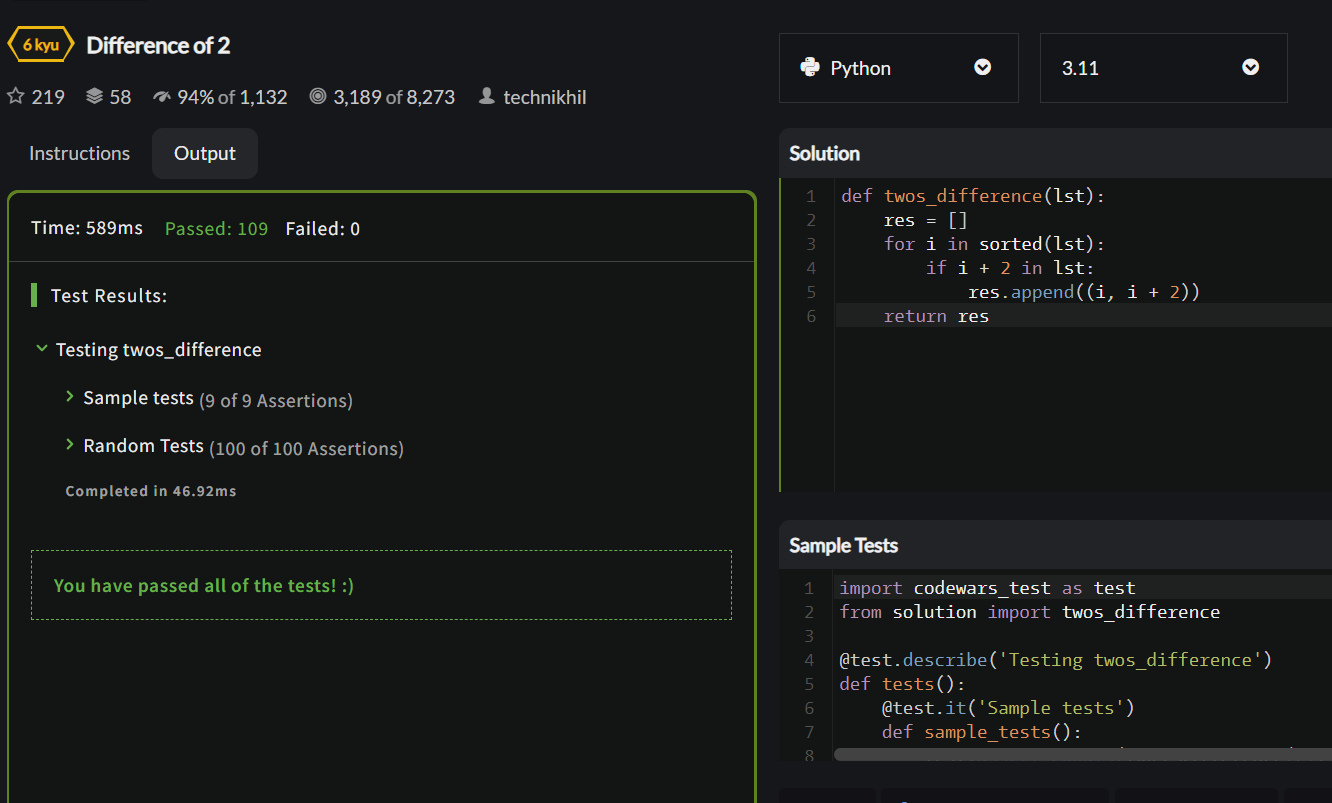 6 kyu Difference of 2
219 58 94% of 1,132 3,189 of 8,273 technikhil
Instructions Output
Time: 589ms Passed: 109 Failed: 0
Test Results:
Testing twos_difference
Sample tests (9 of 9 Assertions)
Random Tests (100 of 100 Assertions)
Completed in 46.92ms
You have passed all of the tests! :)
Python 3.11
Solution
1 def twos_difference(lst):
2     res = []
3     for i in sorted(lst):
4         if i + 2 in lst:
5             res.append((i, i + 2))
6     return res
Sample Tests
1 import codewars_test as test
2 from solution import twos_difference
3
4 @test.describe('Testing twos_difference')
5 def tests():
6     @test.it('Sample tests')
7     def sample_tests():
8